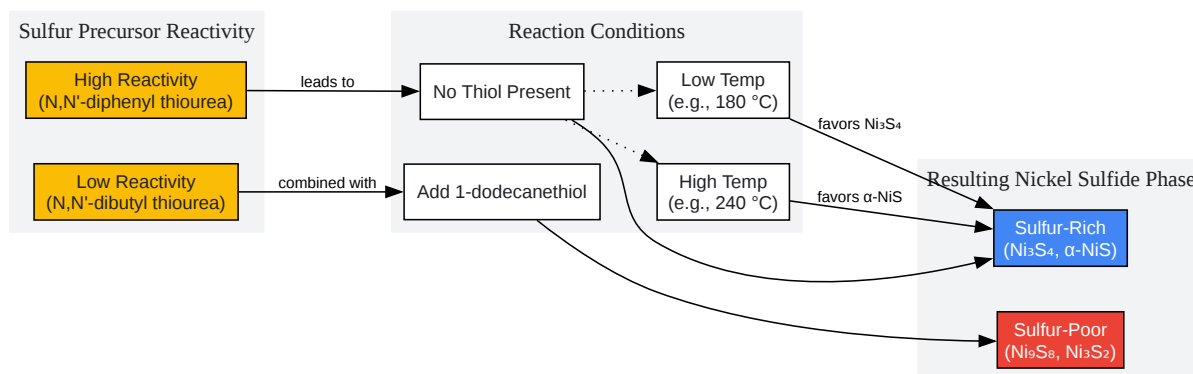 Sulfur Precursor Reactivity
High Reactivity
(N,N'-diphenyl thiourea)
Low Reactivity
(N,N'-dibutyl thiourea)
leads to
combined with
Reaction Conditions
No Thiol Present
Add 1-dodecanethiol
Low Temp
(e.g., 180 °C)
High Temp
(e.g., 240 °C)
favors Ni₃S₄
favors α-NiS
Resulting Nickel Sulfide Phase
Sulfur-Rich
(Ni₃S₄, α-NiS)
Sulfur-Poor
(Ni₉S₈, Ni₃S₂)